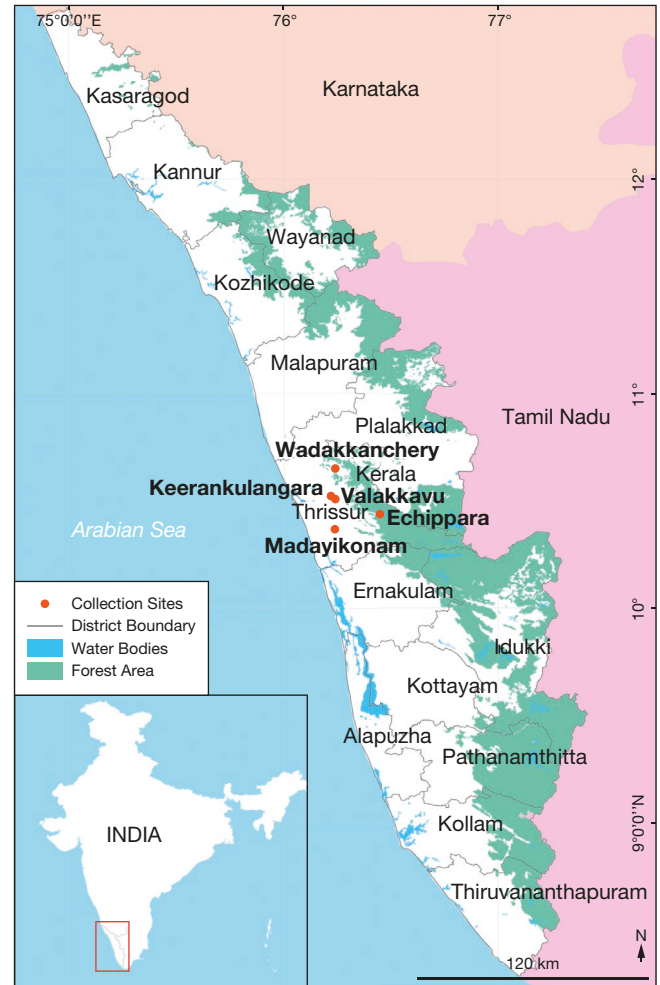 75°0'0''E
76°
77°
Karnataka
Kasaragod
Kannur
12°
Wayanad
Kozhikode
Malapuram
11°
Plalakkad
Tamil Nadu
Wadakkanchery
Kerala
Keerankulangara
Valakkavu
Thrissur
Echippara
Arabian Sea
Madayikonam
Ernakulam
10°
Collection Sites
District Boundary
Water Bodies
Forest Area
Idukki
Kottayam
Alapuzha
Pathanamthitta
INDIA
Kollam
9°0'0''N
Thiruvananthapuram
N
120 km